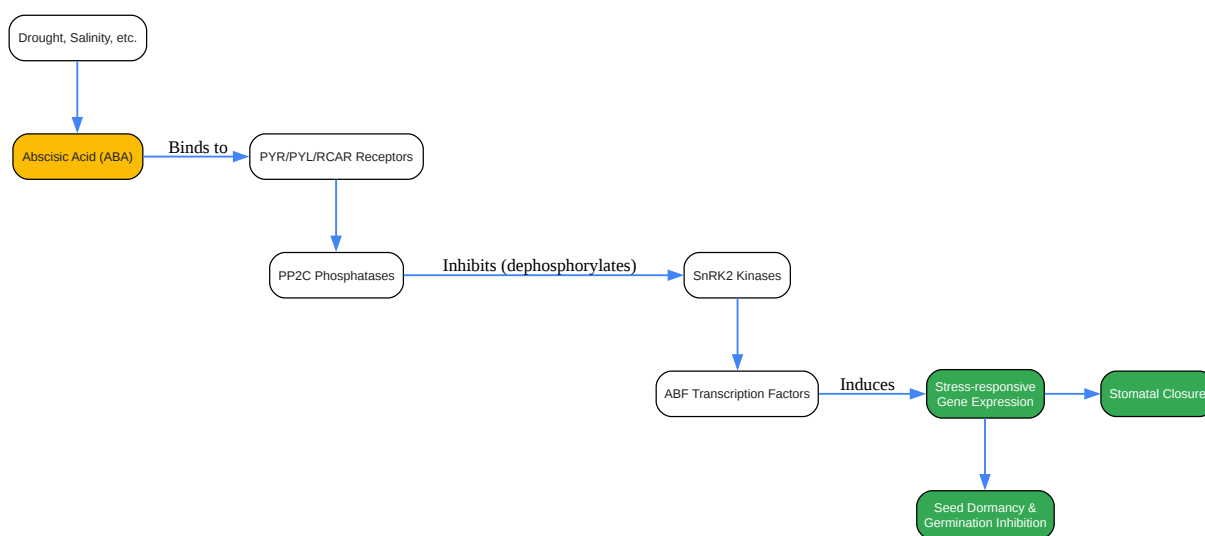 Drought, Salinity, etc.
Abscisic Acid (ABA)
Binds to
PYR/PYL/RCAR Receptors
PP2C Phosphatases
Inhibits (dephosphorylates)
SnRK2 Kinases
ABF Transcription Factors
Induces
Stress-responsive
Gene Expression
Stomatal Closure
Seed Dormancy &
Germination Inhibition